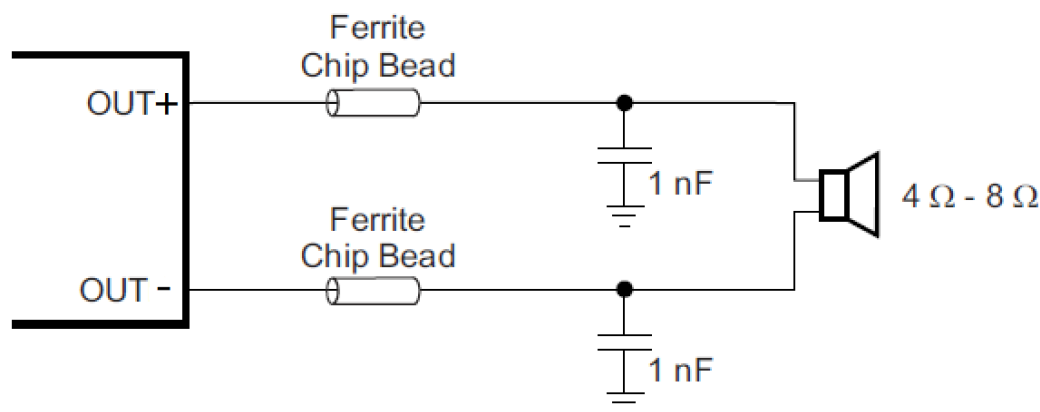 Ferrite
Chip Bead
OUT+
1 nF
4 Ω - 8 Ω
Ferrite
Chip Bead
OUT -
1 nF